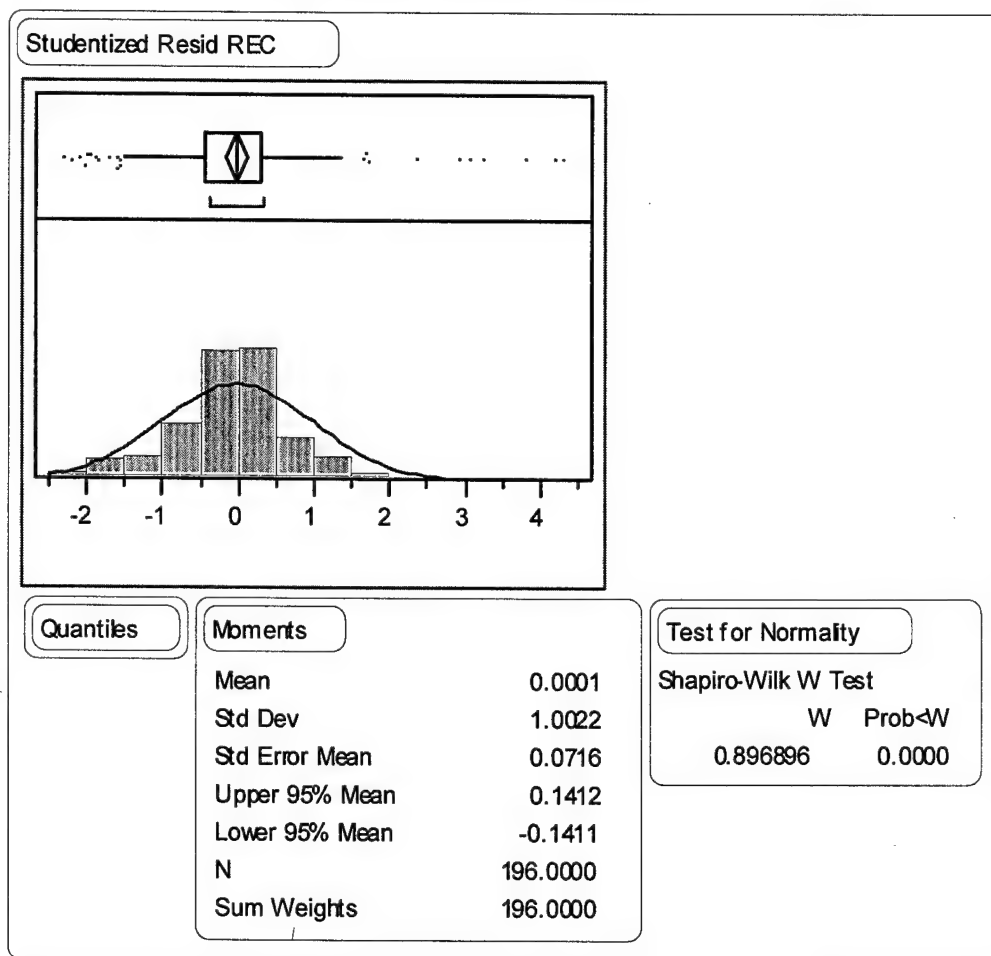 Studentized Resid REC
-2 -1 0 1 2 3 4
Quantiles
Moments
Mean 0.0001
Std Dev 1.0022
Std Error Mean 0.0716
Upper 95% Mean 0.1412
Lower 95% Mean -0.1411
N 196.0000
Sum Weights 196.0000
Test for Normality
Shapiro-Wilk W Test
W Prob<W
0.896896 0.0000